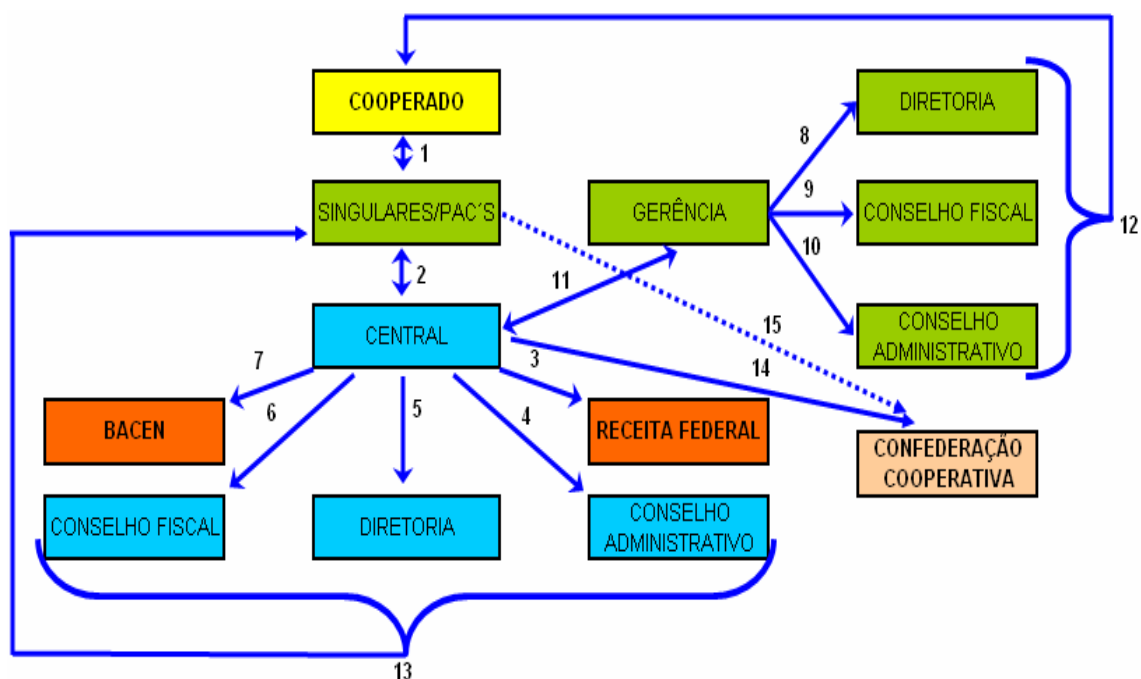 COOPERADO
DIRETORIA
8
1
9
SINGULARES/PAC´S
GERÊNCIA
CONSELHO FISCAL
12
10
2
11
15
CENTRAL
CONSELHO
ADMINISTRATIVO
7
3
14
6
5
4
BACEN
RECEITA FEDERAL
CONFEDERAÇÃO
COOPERATIVA
CONSELHO FISCAL
DIRETORIA
CONSELHO
ADMINISTRATIVO
13